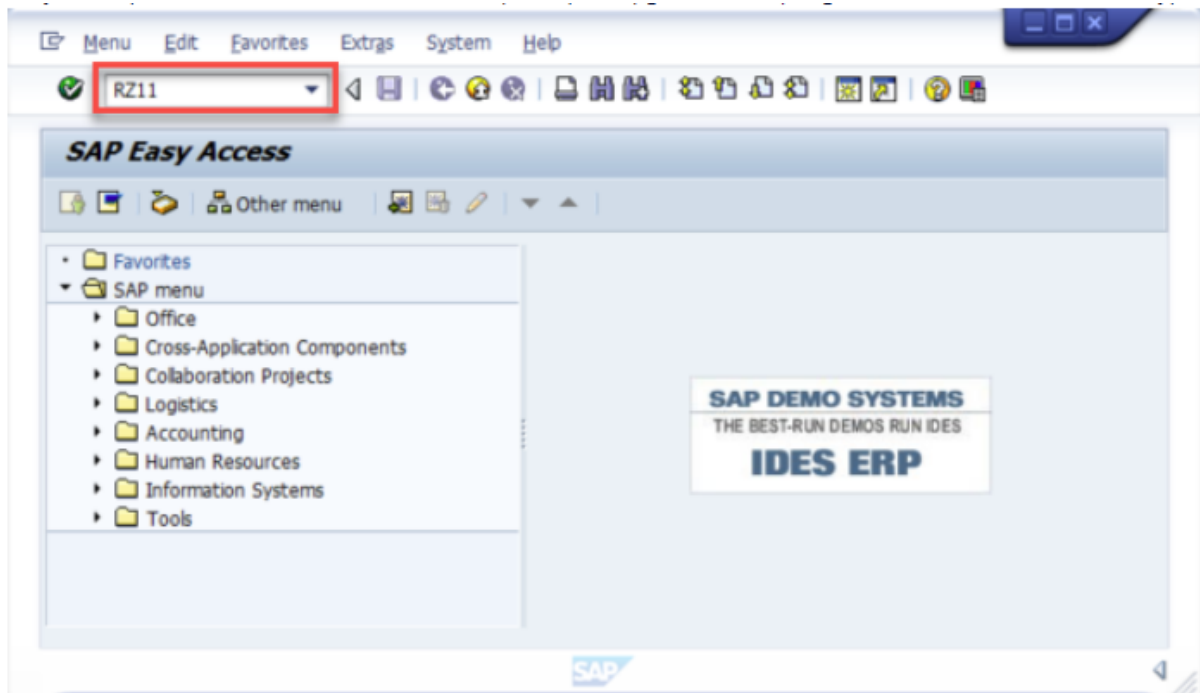 Menu Edit Favorites Extras System Help
RZ11
SAP Easy Access
Other menu
Favorites
SAP menu
Office
Cross-Application Components
Collaboration Projects
Logistics
Accounting
Human Resources
Information Systems
Tools
SAP DEMO SYSTEMS
THE BEST-RUN DEMOS RUN IDES
IDES ERP
SAP